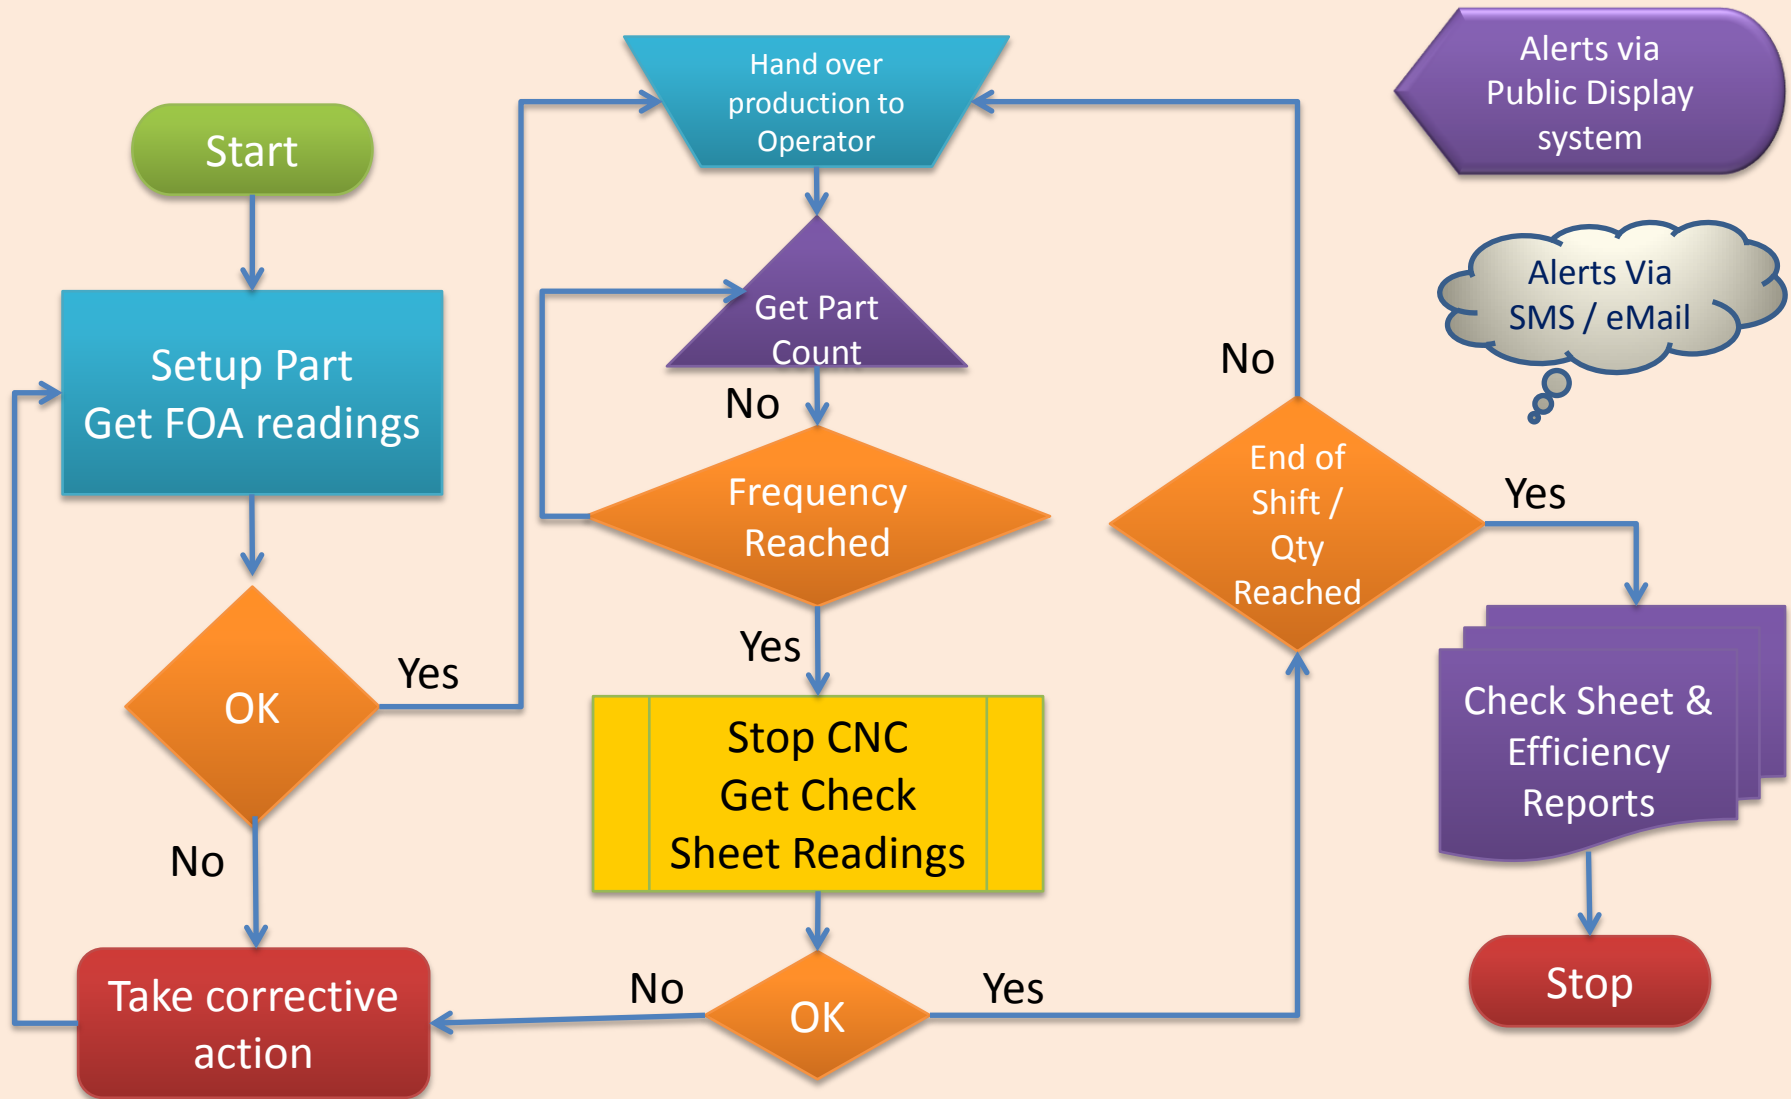 Start
Setup Part
Get FOA readings
OK
Yes
No
Take corrective
action
Hand over
production to
Operator
Get Part
Count
No
Frequency
Reached
Yes
Stop CNC
Get Check
Sheet Readings
OK
No
Yes
End of
Shift /
Qty
Reached
No
Yes
Check Sheet &
Efficiency
Reports
Stop
Alerts via
Public Display
system
Alerts Via
SMS / eMail